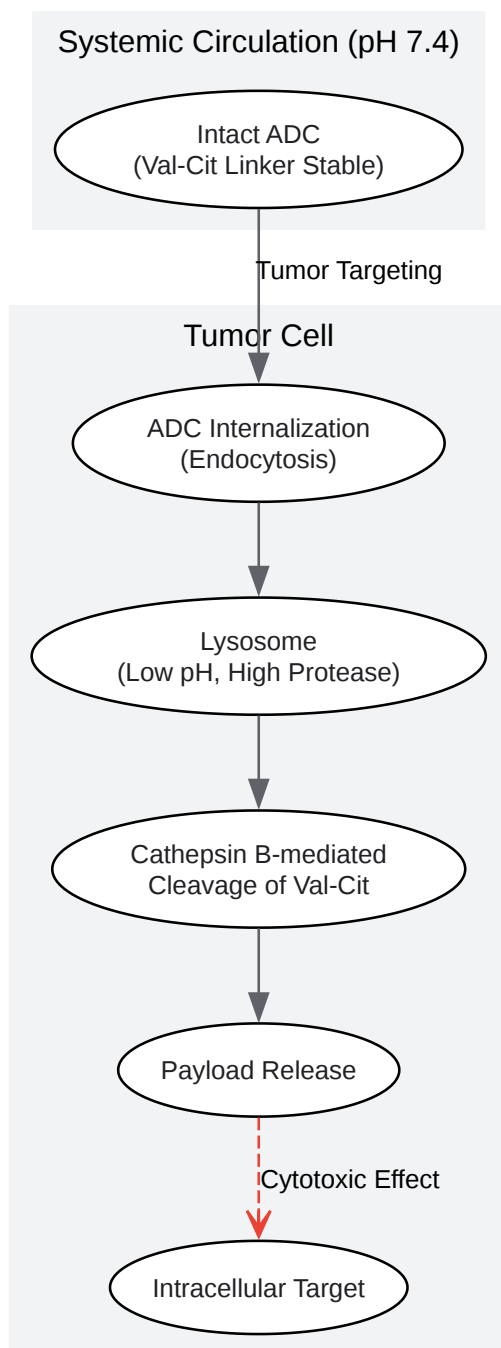 Systemic Circulation (pH 7.4)
Intact ADC
(Val-Cit Linker Stable)
Tumor Targeting
Tumor Cell
ADC Internalization
(Endocytosis)
Lysosome
(Low pH, High Protease)
Cathepsin B-mediated
Cleavage of Val-Cit
Payload Release
Cytotoxic Effect
Intracellular Target